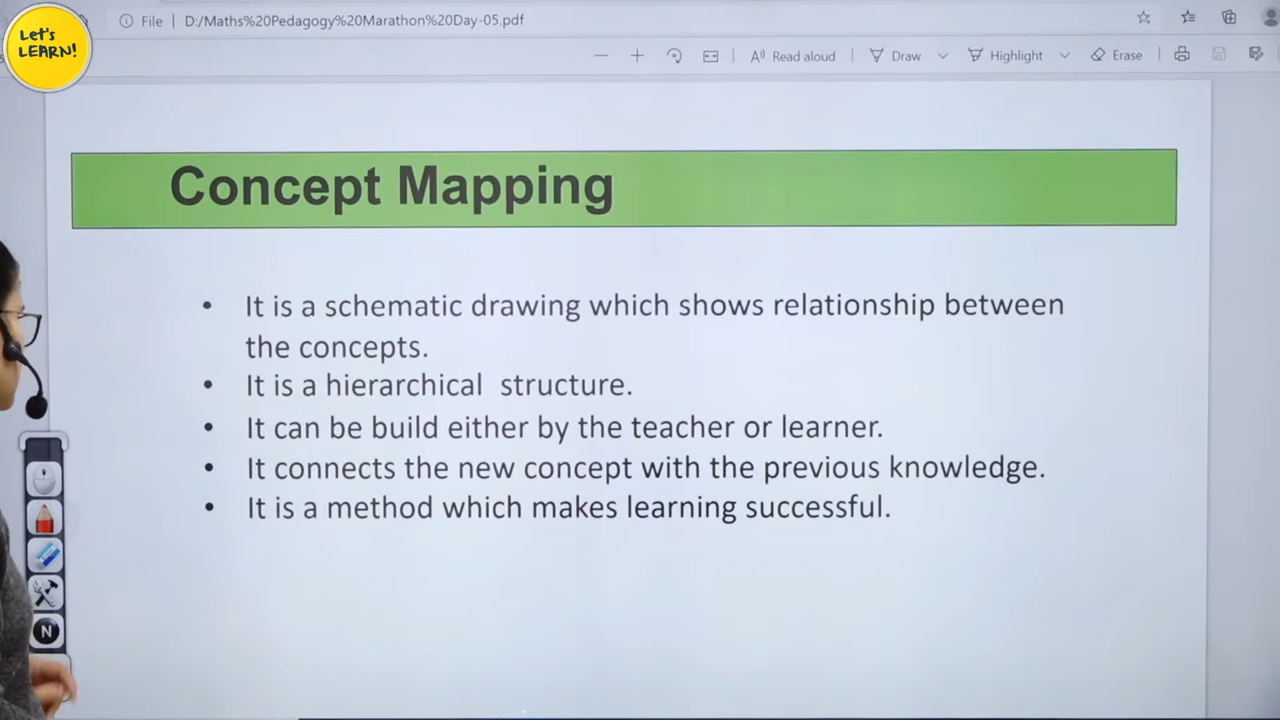 Let's
LEARN!
File | D:/Maths%20Pedagogy%20Marathon%20Day-05.pdf
A Read aloud
Draw
Highlight
Erase
Concept Mapping
• It is a schematic drawing which shows relationship between
the concepts.
• It is a hierarchical structure.
• It can be build either by the teacher or learner.
• It connects the new concept with the previous knowledge.
• It is a method which makes learning successful.
N